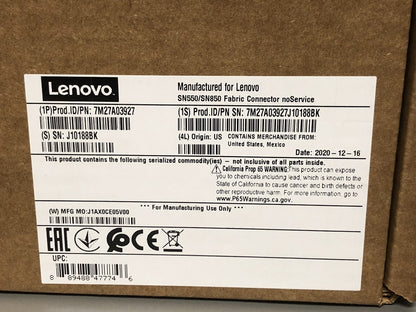 Lenovo
Manufactured for Lenovo
SN550/SN850 Fabric Connector noService
(1P)Prod.ID/PN: 7M27A03927
(1S) Prod.ID/PN SN: 7M27A03927J10188BK
(S) SN: J10188BK
(4L) Origin: US
CONTAINS MERCHANDISE FROM:
United States, Mexico
Date: 2020-12-16
This product contains the following serialized commodity(ies) - not inclusive of all parts inside.
California Prop 65 Warning This product can expose
you to chemicals including lead, which is known to the
State of California to cause cancer and birth defects or
other reproductive harm. For more information, go to
www.P65Warnings.ca.gov.
(W) MFG MO:J1AX0CE05V00
*** For Manufacturing Use Only ***
EAC
CE
UPC:
8 89488 47774 6